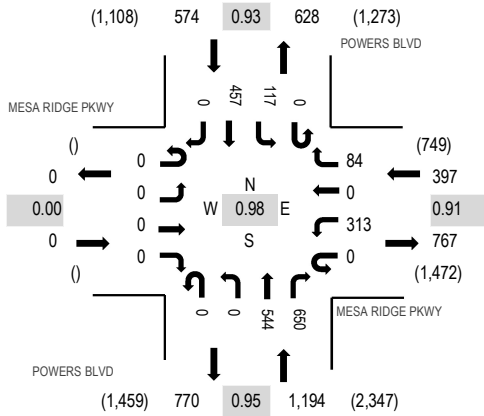 (1,108) 574 0.93 628 (1,273)
POWERS BLVD
0 457 117 0
MESA RIDGE PKWY
() (749)
0 0 84 397
0 0
0.00 N 0.91
W 0.98 E
0 S 313
0 0 0 767
() (1,472)
0 0 544 650
MESA RIDGE PKWY
POWERS BLVD
(1,459) 770 0.95 1,194 (2,347)